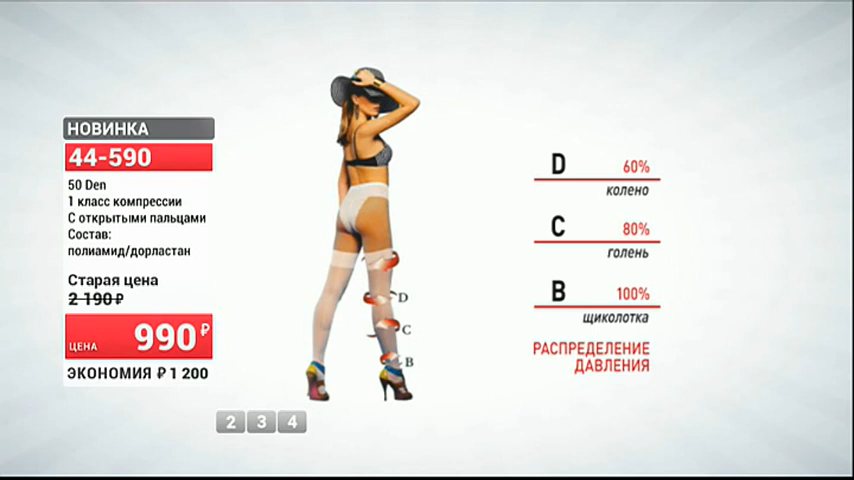 НОВИНКА
44-590
50 Den
1 класс компрессии
С открытыми пальцами
Состав:
полиамид/дорластан
Старая цена
2 190 ₽
ЦЕНА 990 ₽
ЭКОНОМИЯ ₽ 1 200
D
C
B
2 3 4
D 60%
колено
C 80%
голень
B 100%
щиколотка
РАСПРЕДЕЛЕНИЕ
ДАВЛЕНИЯ